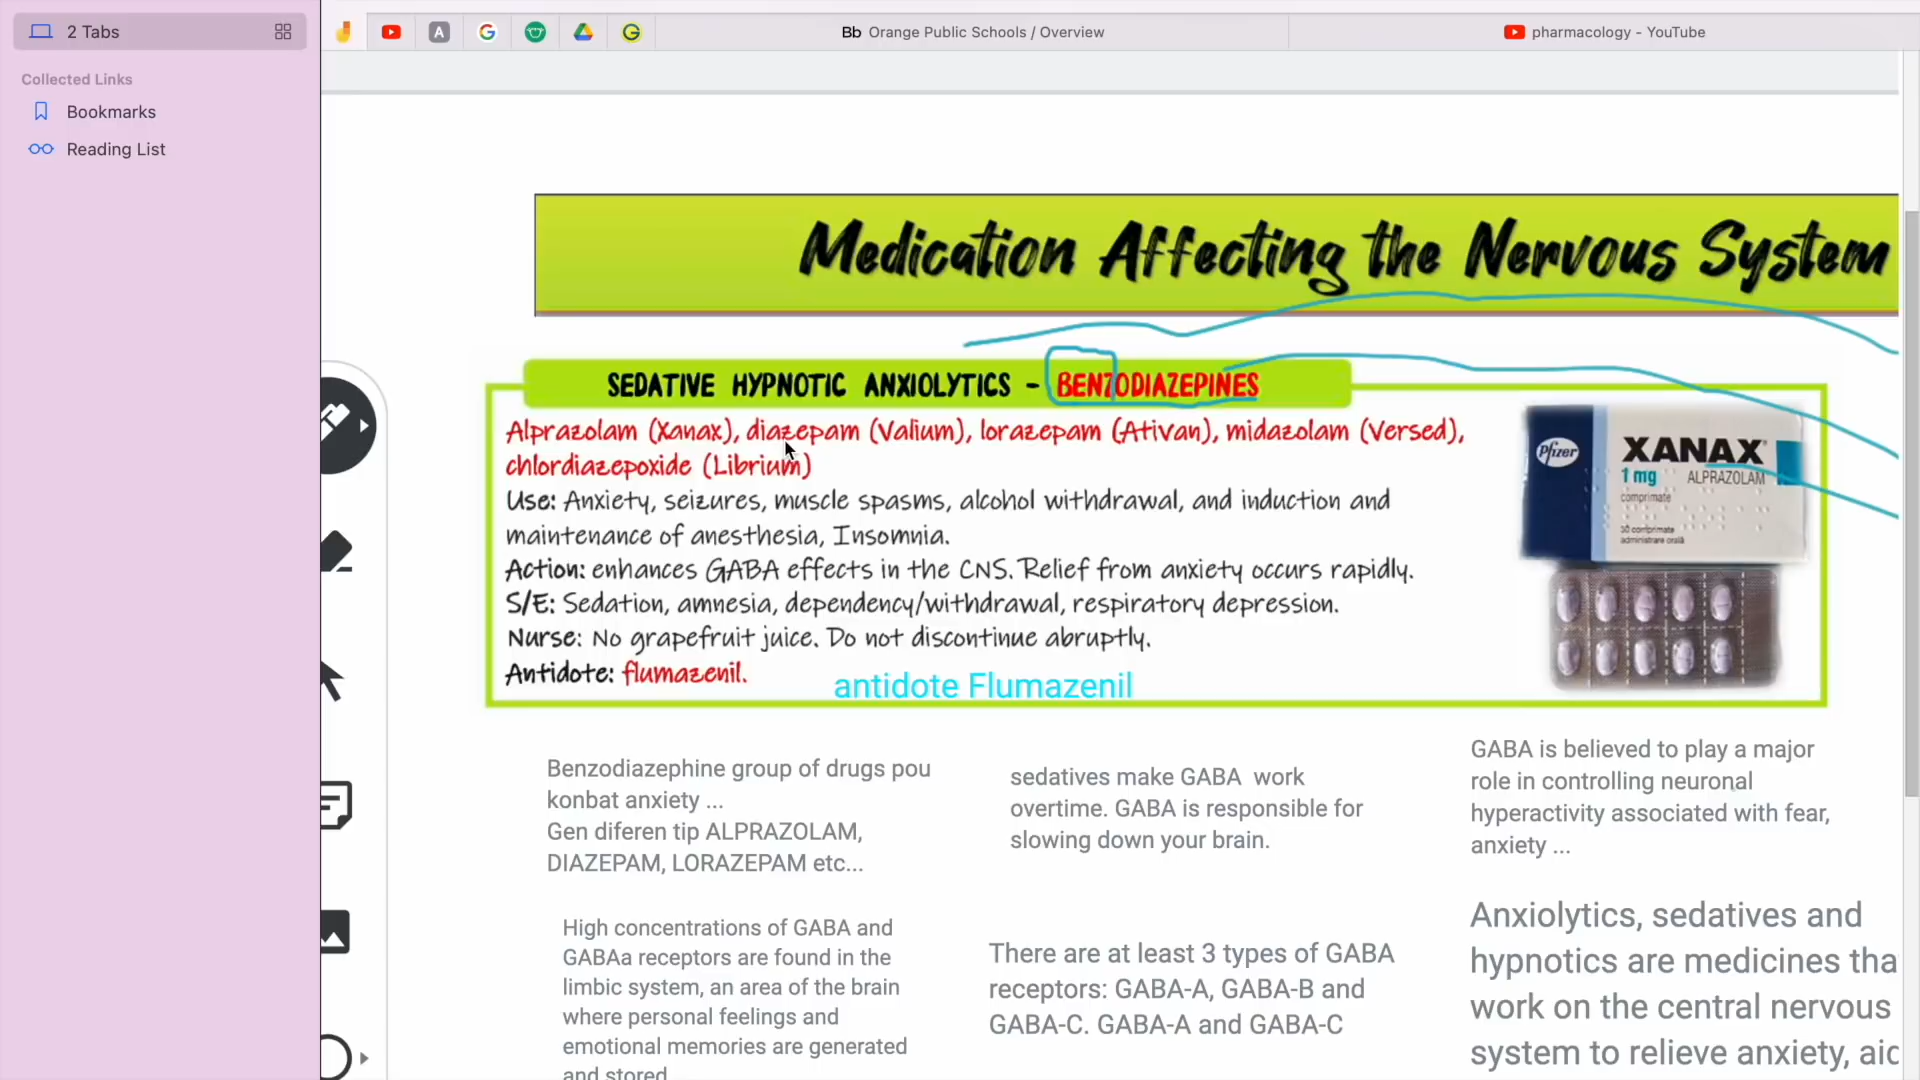 2 Tabs
Collected Links
Bookmarks
Reading List
A
G
G
Bb Orange Public Schools / Overview
pharmacology - YouTube
Medication Affecting the Nervous System
SEDATIVE HYPNOTIC ANXIOLYTICS - BENZODIAZEPINES
Alprazolam (Xanax), diazepam (Valium), lorazepam (Ativan), midazolam (Versed),
chlordiazepoxide (Librium)
Use: Anxiety, seizures, muscle spasms, alcohol withdrawal, and induction and
maintenance of anesthesia, Insomnia.
Action: enhances GABA effects in the CNS. Relief from anxiety occurs rapidly.
S/E: Sedation, amnesia, dependency/withdrawal, respiratory depression.
Nurse: No grapefruit juice. Do not discontinue abruptly.
Antidote: flumazenil.
antidote Flumazenil
Pfizer
XANAX
1 mg
ALPRAZOLAM
comprimate
30 comprimate
administrare orală
Benzodiazephine group of drugs pou
konbat anxiety ...
Gen diferen tip ALPRAZOLAM,
DIAZEPAM, LORAZEPAM etc...
sedatives make GABA work
overtime. GABA is responsible for
slowing down your brain.
GABA is believed to play a major
role in controlling neuronal
hyperactivity associated with fear,
anxiety ...
High concentrations of GABA and
GABAa receptors are found in the
limbic system, an area of the brain
where personal feelings and
emotional memories are generated
and stored
There are at least 3 types of GABA
receptors: GABA-A, GABA-B and
GABA-C. GABA-A and GABA-C
Anxiolytics, sedatives and
hypnotics are medicines tha
work on the central nervous
system to relieve anxiety, aid